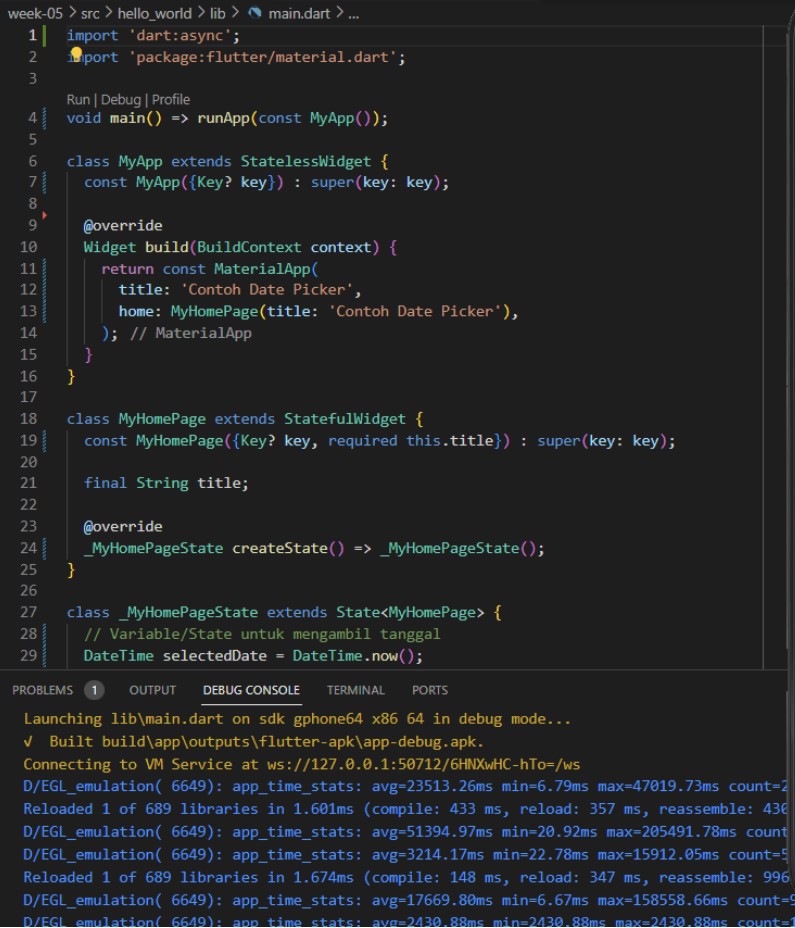 week-05 > src > hello_world > lib > main.dart > ...
1 import 'dart:async';
2 import 'package:flutter/material.dart';
3
Run | Debug | Profile
4 void main() => runApp(const MyApp());
5
6 class MyApp extends StatelessWidget {
7 const MyApp({Key? key}) : super(key: key);
8
9 @override
10 Widget build(BuildContext context) {
11 return const MaterialApp(
12 title: 'Contoh Date Picker',
13 home: MyHomePage(title: 'Contoh Date Picker'),
14 ); // MaterialApp
15 }
16 }
17
18 class MyHomePage extends StatefulWidget {
19 const MyHomePage({Key? key, required this.title}) : super(key: key);
20
21 final String title;
22
23 @override
24 _MyHomePageState createState() => _MyHomePageState();
25 }
26
27 class _MyHomePageState extends State<MyHomePage> {
28 // Variable/State untuk mengambil tanggal
29 DateTime selectedDate = DateTime.now();
PROBLEMS 1 OUTPUT DEBUG CONSOLE TERMINAL PORTS
Launching lib\main.dart on sdk gphone64 x86 64 in debug mode...
√ Built build\app\outputs\flutter-apk\app-debug.apk.
Connecting to VM Service at ws://127.0.0.1:50712/6HNXwHC-hTo=/ws
D/EGL_emulation( 6649): app_time_stats: avg=23513.26ms min=6.79ms max=47019.73ms count=2
Reloaded 1 of 689 libraries in 1.601ms (compile: 433 ms, reload: 357 ms, reassemble: 430
D/EGL_emulation( 6649): app_time_stats: avg=51394.97ms min=20.92ms max=205491.78ms count
D/EGL_emulation( 6649): app_time_stats: avg=3214.17ms min=22.78ms max=15912.05ms count=5
Reloaded 1 of 689 libraries in 1.674ms (compile: 148 ms, reload: 347 ms, reassemble: 996
D/EGL_emulation( 6649): app_time_stats: avg=17669.80ms min=6.67ms max=158558.66ms count=9
D/EGL_emulation( 6649): app_time_stats: avg=2430.88ms min=2430.88ms max=2430.88ms count=1